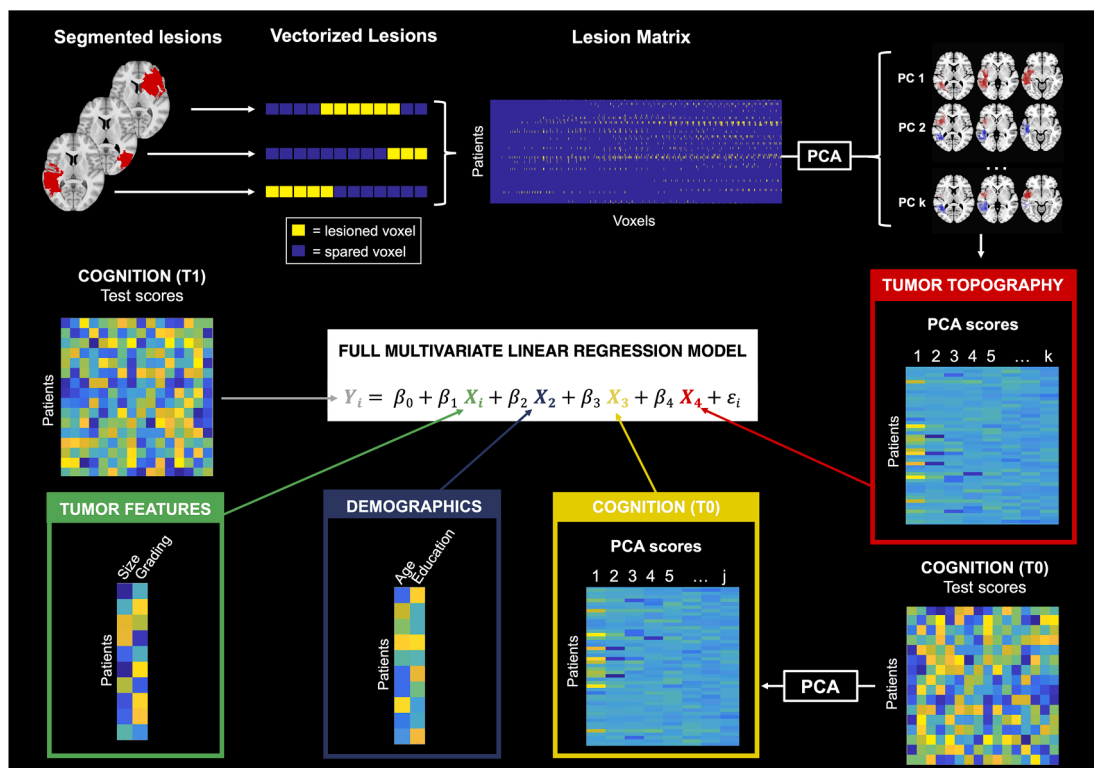 Segmented lesions
Vectorized Lesions
Lesion Matrix
Patients
Voxels
PCA
PC 1
PC 2
...
PC k
= lesioned voxel
= spared voxel
COGNITION (T1)
Test scores
Patients
FULL MULTIVARIATE LINEAR REGRESSION MODEL
Y_i = β_0 + β_1 X_i + β_2 X_2 + β_3 X_3 + β_4 X_4 + ε_i
TUMOR TOPOGRAPHY
PCA scores
1 2 3 4 5 ... k
Patients
TUMOR FEATURES
Size
Grading
Patients
DEMOGRAPHICS
Age
Education
Patients
COGNITION (T0)
PCA scores
1 2 3 4 5 ... j
Patients
PCA
COGNITION (T0)
Test scores
Patients